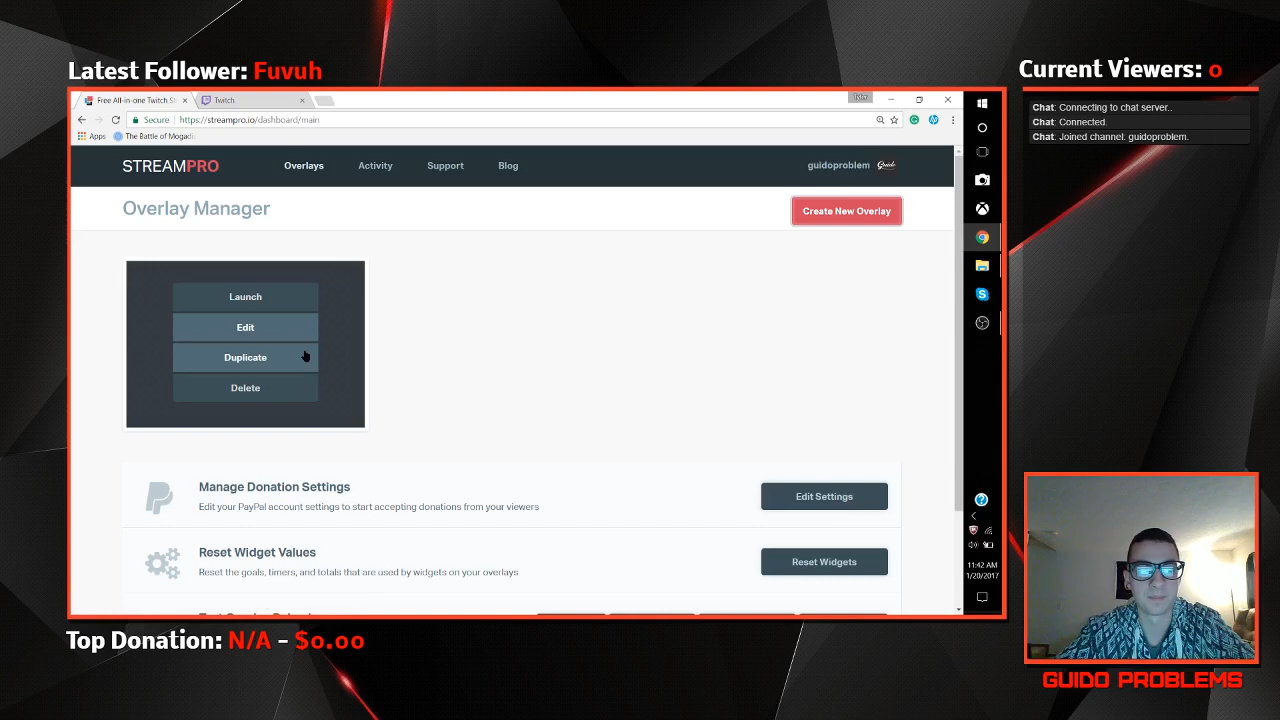 Latest Follower: Fuvuh
Current Viewers: 0
Free All-in-one Twitch St
Twitch
Tyler
Secure
https://streampro.io/dashboard/main
Apps
The Battle of Mogadi
Chat: Connecting to chat server..
Chat: Connected.
Chat: Joined channel: guidoproblem.
STREAMPRO
Overlays
Activity
Support
Blog
guidoproblem
Guido
Overlay Manager
Create New Overlay
Launch
Edit
Duplicate
Delete
Manage Donation Settings
Edit your PayPal account settings to start accepting donations from your viewers
Edit Settings
Reset Widget Values
Reset the goals, timers, and totals that are used by widgets on your overlays
Reset Widgets
11:42 AM
1/20/2017
Top Donation: N/A - $0.00
GUIDO PROBLEMS